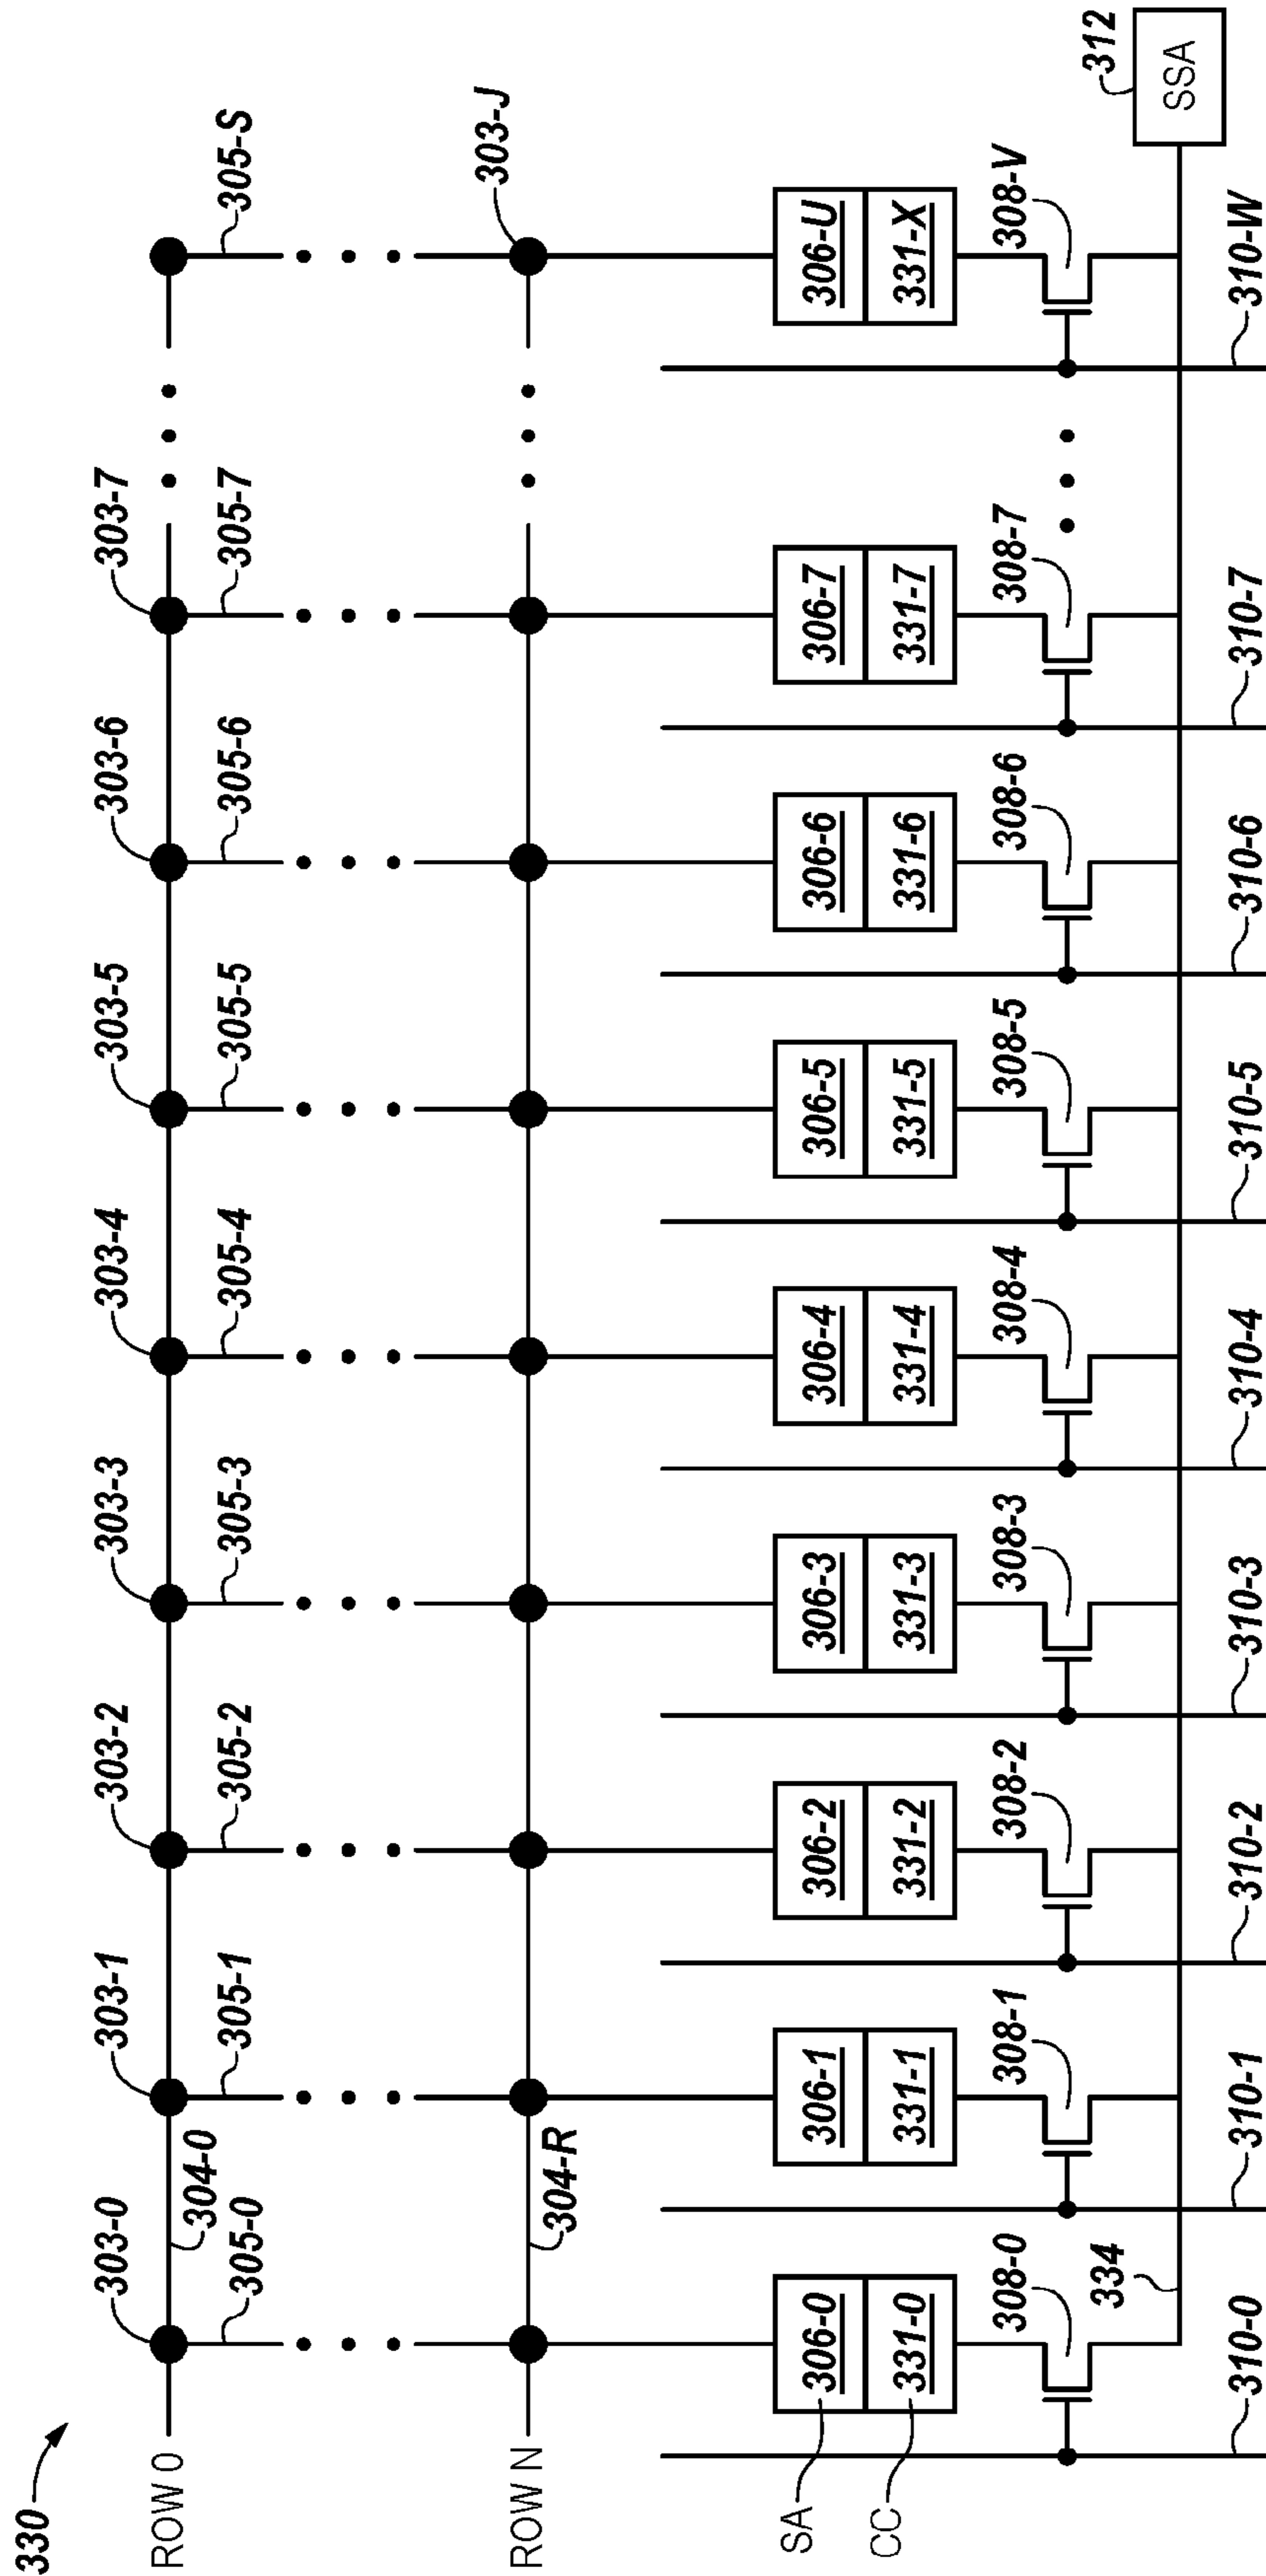 330
303-0 303-1 303-2 303-3 303-4 303-5 303-6 303-7
ROW 0
304-0
305-0 305-1 305-2 305-3 305-4 305-5 305-6 305-7 305-S
303-J
ROW N
304-R
SA
306-0 306-1 306-2 306-3 306-4 306-5 306-6 306-7 306-U
CC
331-0 331-1 331-2 331-3 331-4 331-5 331-6 331-7 331-X
308-0 308-1 308-2 308-3 308-4 308-5 308-6 308-7 308-V
334
312
SSA
310-0 310-1 310-2 310-3 310-4 310-5 310-6 310-7 310-W